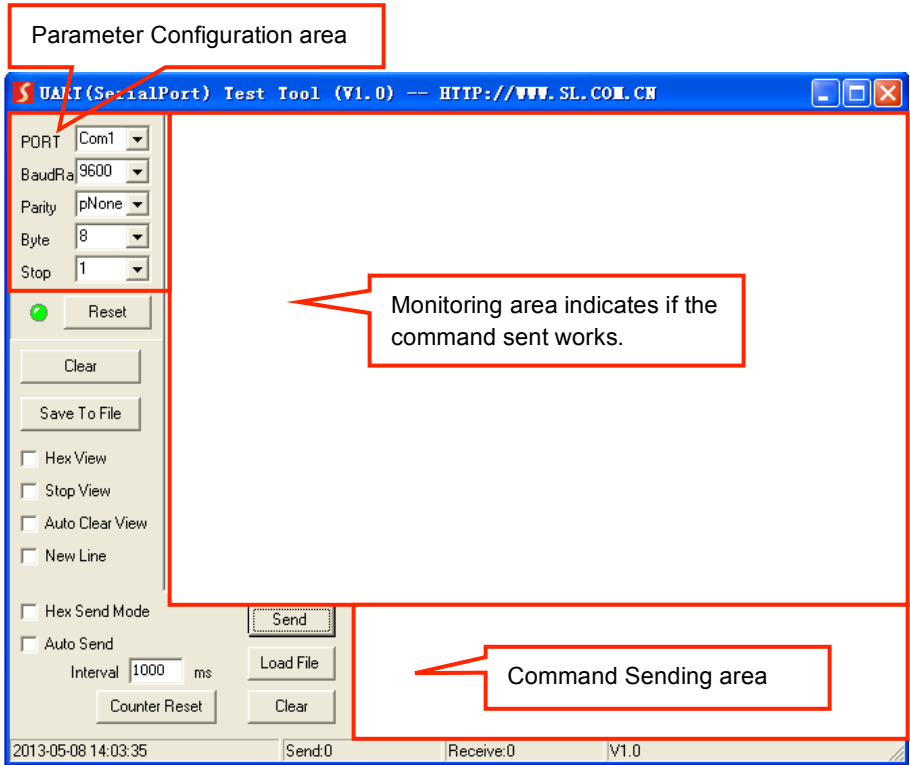 Parameter Configuration area
UART(SerialPort) Test Tool (V1.0) -- HTTP://WWW.SL.COM.CN
PORT Com1
BaudRa 9600
Parity pNone
Byte 8
Stop 1
Reset
Monitoring area indicates if the
command sent works.
Clear
Save To File
Hex View
Stop View
Auto Clear View
New Line
Hex Send Mode
Send
Auto Send
Interval 1000 ms
Load File
Command Sending area
Counter Reset
Clear
2013-05-08 14:03:35 Send:0 Receive:0 V1.0